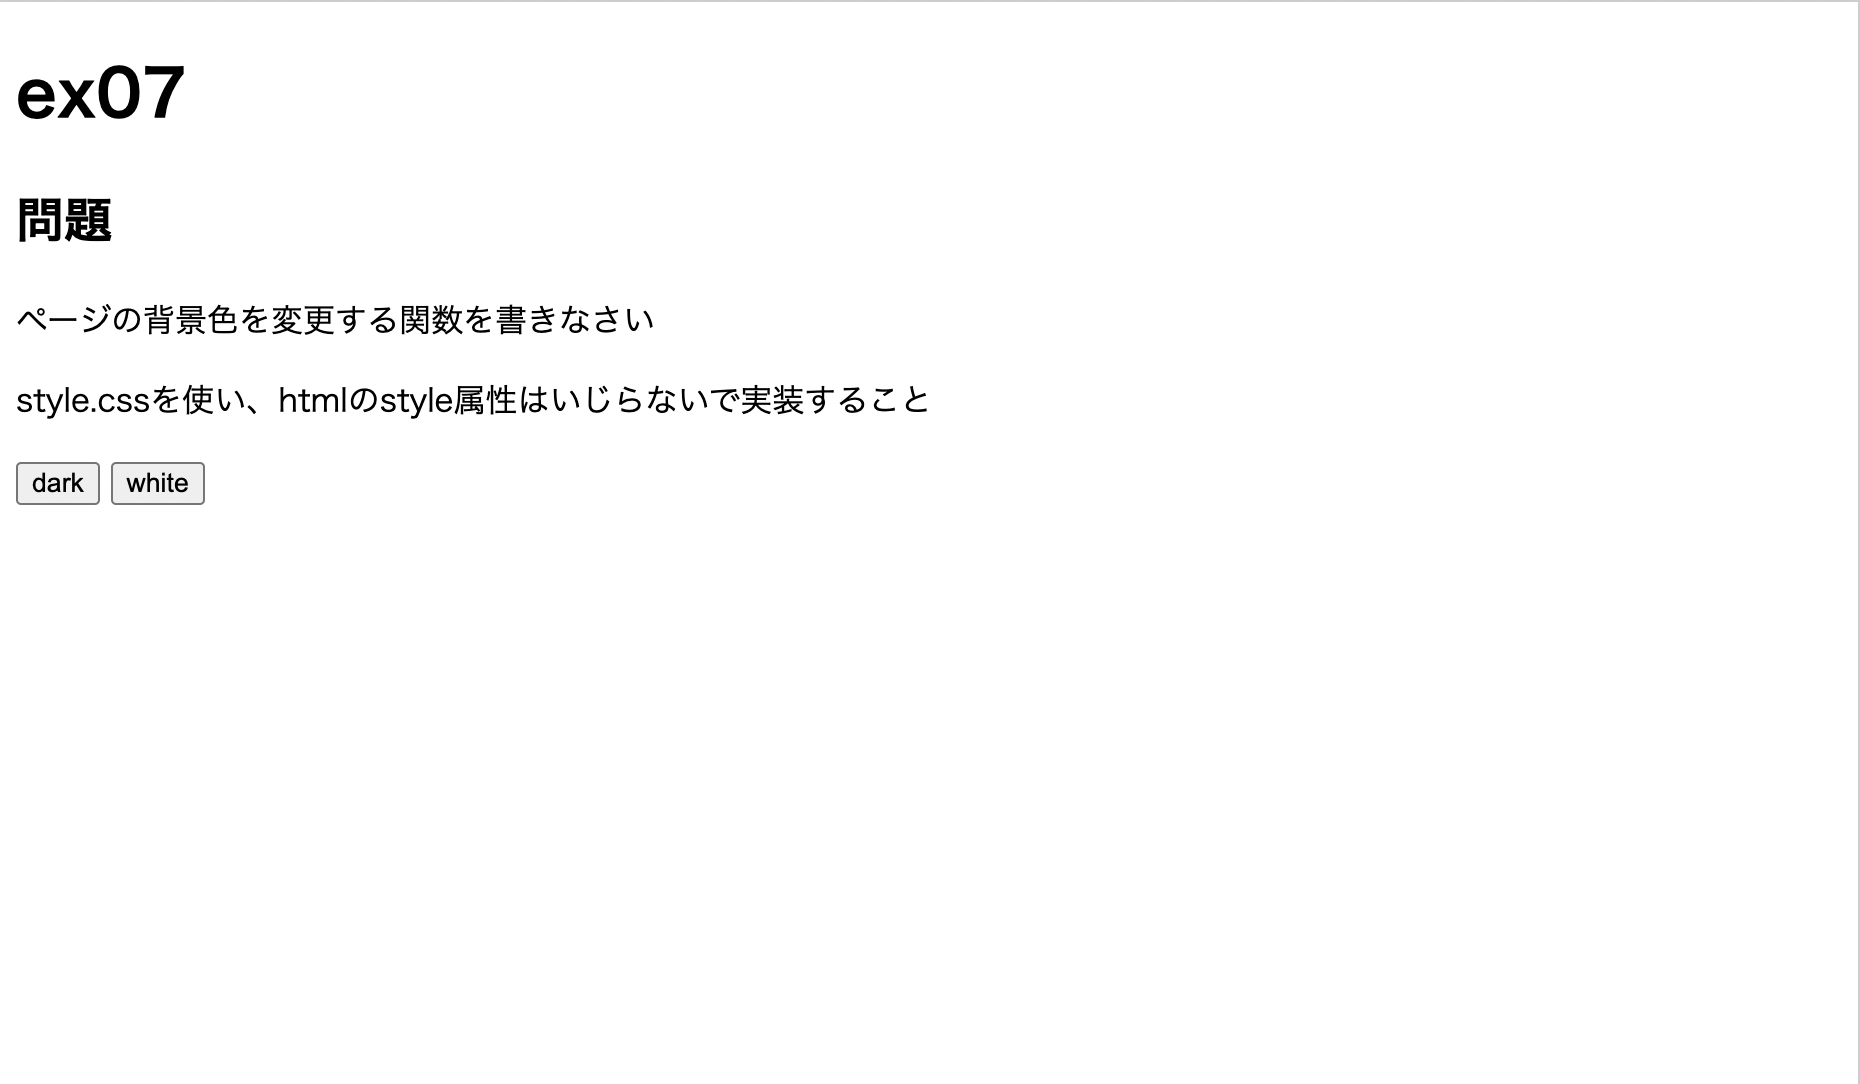 ex07
問題
ページの背景色を変更する関数を書きなさい
style.cssを使い、htmlのstyle属性はいじらないで実装すること
dark white